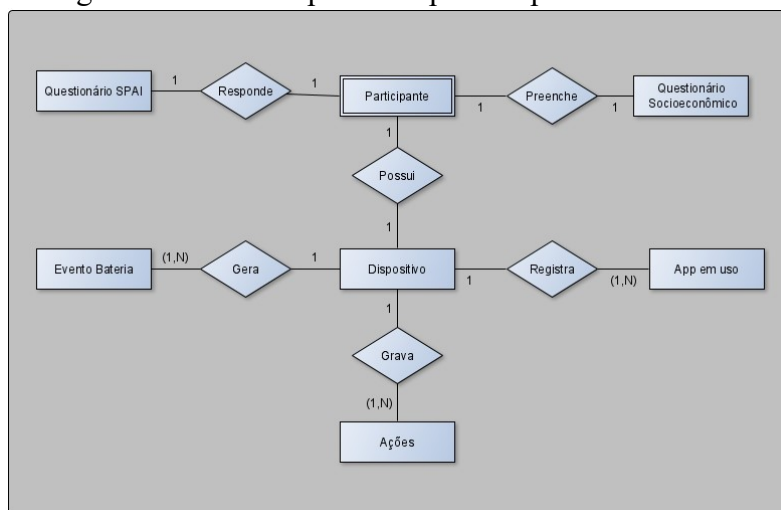 Questionário SPAI
1
Responde
1
Participante
1
Preenche
1
Questionário
Socioeconômico
1
Possui
1
Evento Bateria
(1,N)
Gera
1
Dispositivo
1
Registra
(1,N)
App em uso
1
Grava
(1,N)
Ações